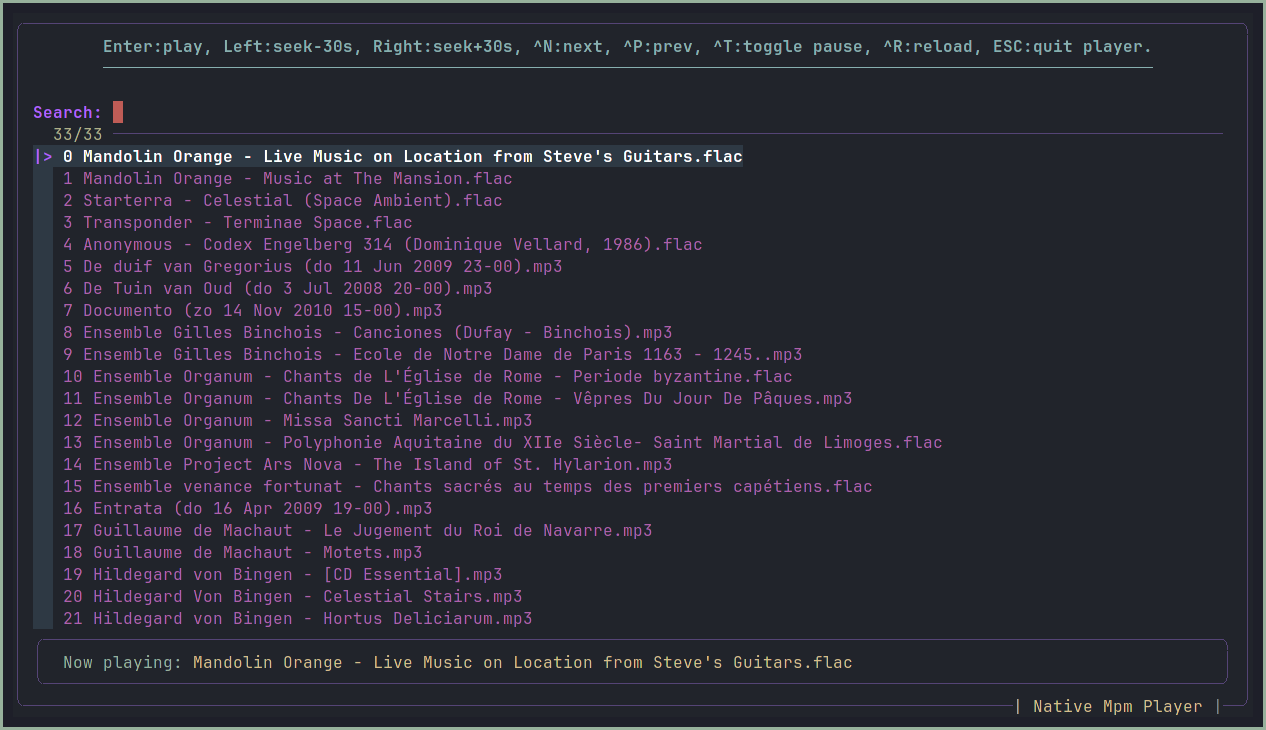 Enter:play, Left:seek-30s, Right:seek+30s, ^N:next, ^P:prev, ^T:toggle pause, ^R:reload, ESC:quit player.
Search:
33/33
|> 0 Mandolin Orange - Live Music on Location from Steve's Guitars.flac
1 Mandolin Orange - Music at The Mansion.flac
2 Starterra - Celestial (Space Ambient).flac
3 Transponder - Terminae Space.flac
4 Anonymous - Codex Engelberg 314 (Dominique Vellard, 1986).flac
5 De duif van Gregorius (do 11 Jun 2009 23-00).mp3
6 De Tuin van Oud (do 3 Jul 2008 20-00).mp3
7 Documento (zo 14 Nov 2010 15-00).mp3
8 Ensemble Gilles Binchois - Canciones (Dufay - Binchois).mp3
9 Ensemble Gilles Binchois - Ecole de Notre Dame de Paris 1163 - 1245..mp3
10 Ensemble Organum - Chants de L'Église de Rome - Periode byzantine.flac
11 Ensemble Organum - Chants De L'Église de Rome - Vêpres Du Jour De Pâques.mp3
12 Ensemble Organum - Missa Sancti Marcelli.mp3
13 Ensemble Organum - Polyphonie Aquitaine du XIIe Siècle- Saint Martial de Limoges.flac
14 Ensemble Project Ars Nova - The Island of St. Hylarion.mp3
15 Ensemble venance fortunat - Chants sacrés au temps des premiers capétiens.flac
16 Entrata (do 16 Apr 2009 19-00).mp3
17 Guillaume de Machaut - Le Jugement du Roi de Navarre.mp3
18 Guillaume de Machaut - Motets.mp3
19 Hildegard von Bingen - [CD Essential].mp3
20 Hildegard Von Bingen - Celestial Stairs.mp3
21 Hildegard von Bingen - Hortus Deliciarum.mp3
Now playing: Mandolin Orange - Live Music on Location from Steve's Guitars.flac
| Native Mpm Player |